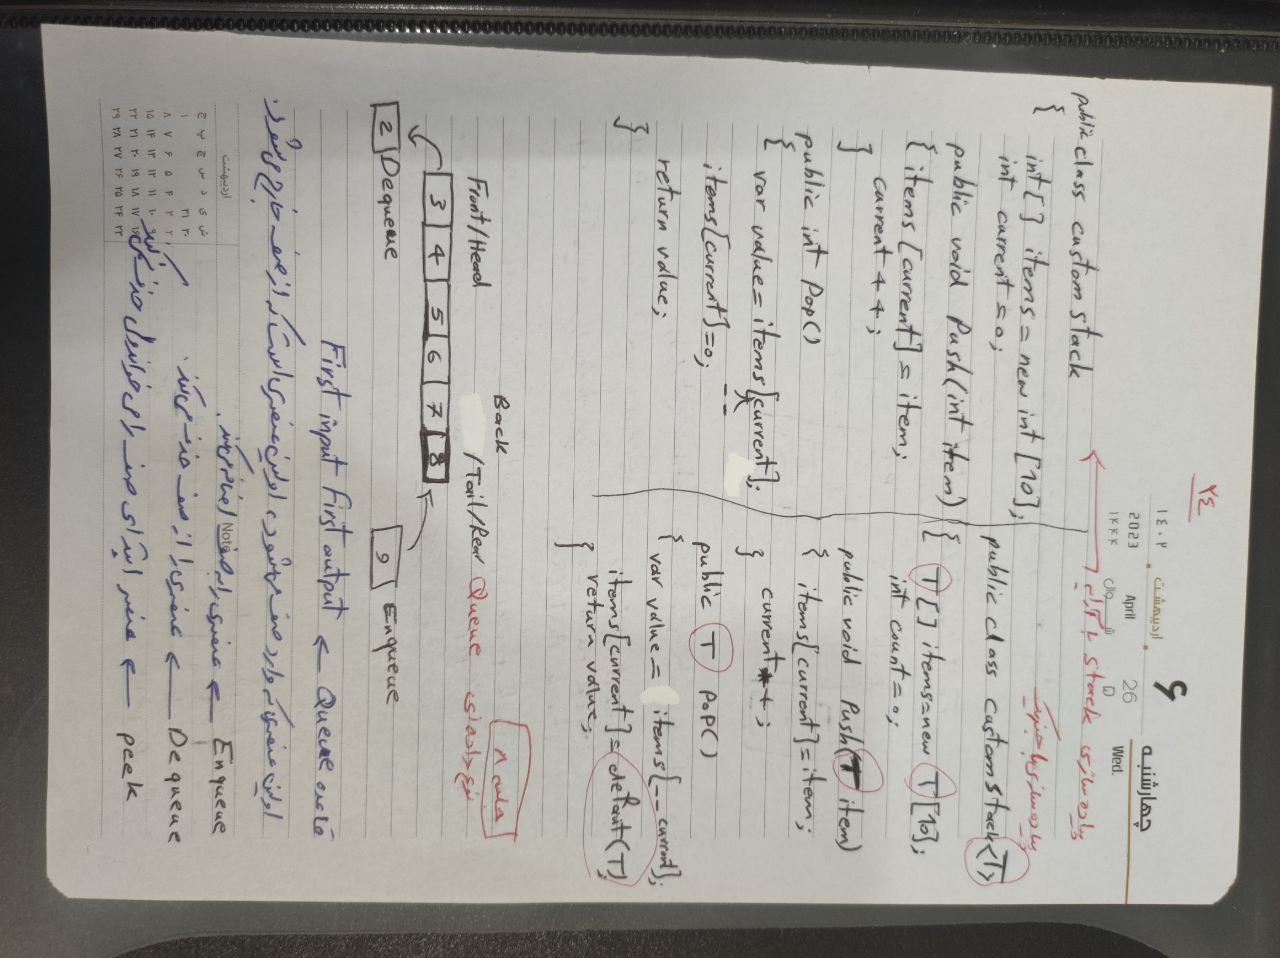 ٢٤
۶
چهارشنبه
اردیبهشت
١٤٠٢
26
April
2023
Wed.
شوال
١٤٤٤
پیاده سازی stack با آرایه
public class custom stack
{
int[] items = new int [10];
int current = 0;
public void Push(int item)
{ items [current] = item;
current ++;
}
public int Pop()
{
var value = items [current];
--
items[current]=0;
return value;
}
پیاده سازی با جنریک
public class custom stack<T>
{ T[] items=new T[10];
int count=0;
public void Push(T item)
{ items[current]=item;
current++;
}
public T POP()
{
var value = items[-- current];
items[current]= defaut(T);
return value;
}
جلسه ۸
نوع داده‌ای Queue
Back
Front/Head
/Tail/Rear
3 4 5 6 7 8
2 Dequeue
9 Enqueue
قاعده Queue ← First input First output
اولین عنصری که وارد صف می‌شود، اولین عنصری است که از صف خارج می‌شود.
Enqueue ← عنصری را به صف اضافه می‌کند.
Note
Dequeue ← عنصری را از صف حذف می‌کند.
peek ← عنصر ابتدای صف را می خواند ولی حذف نمی‌کند
اردیبهشت
ش ی د س چ پ ج
۳۰ ۳۱ ۱
۲ ۳ ۴ ۵ ۶ ۷ ۸
۹ ۱۰ ۱۱ ۱۲ ۱۳ ۱۴ ۱۵
۱۶ ۱۷ ۱۸ ۱۹ ۲۰ ۲۱ ۲۲
۲۳ ۲۴ ۲۵ ۲۶ ۲۷ ۲۸ ۲۹